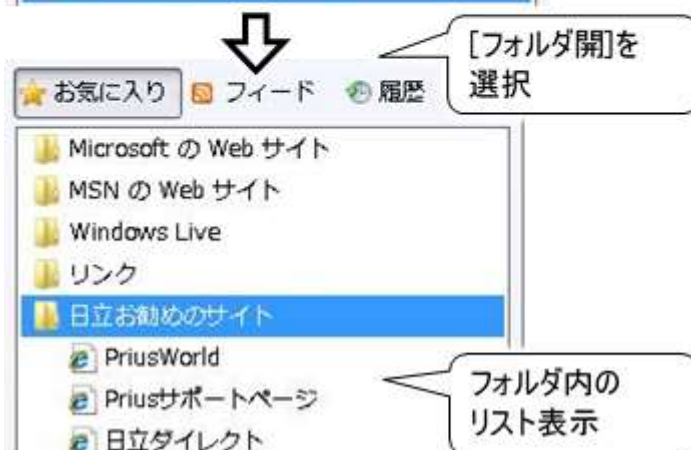 [フォルダ開]を
選択
お気に入り フィード 履歴
Microsoft の Web サイト
MSN の Web サイト
Windows Live
リンク
日立お勧めのサイト
PriusWorld
Priusサポートページ
フォルダ内の
リスト表示
日立ダイレクト